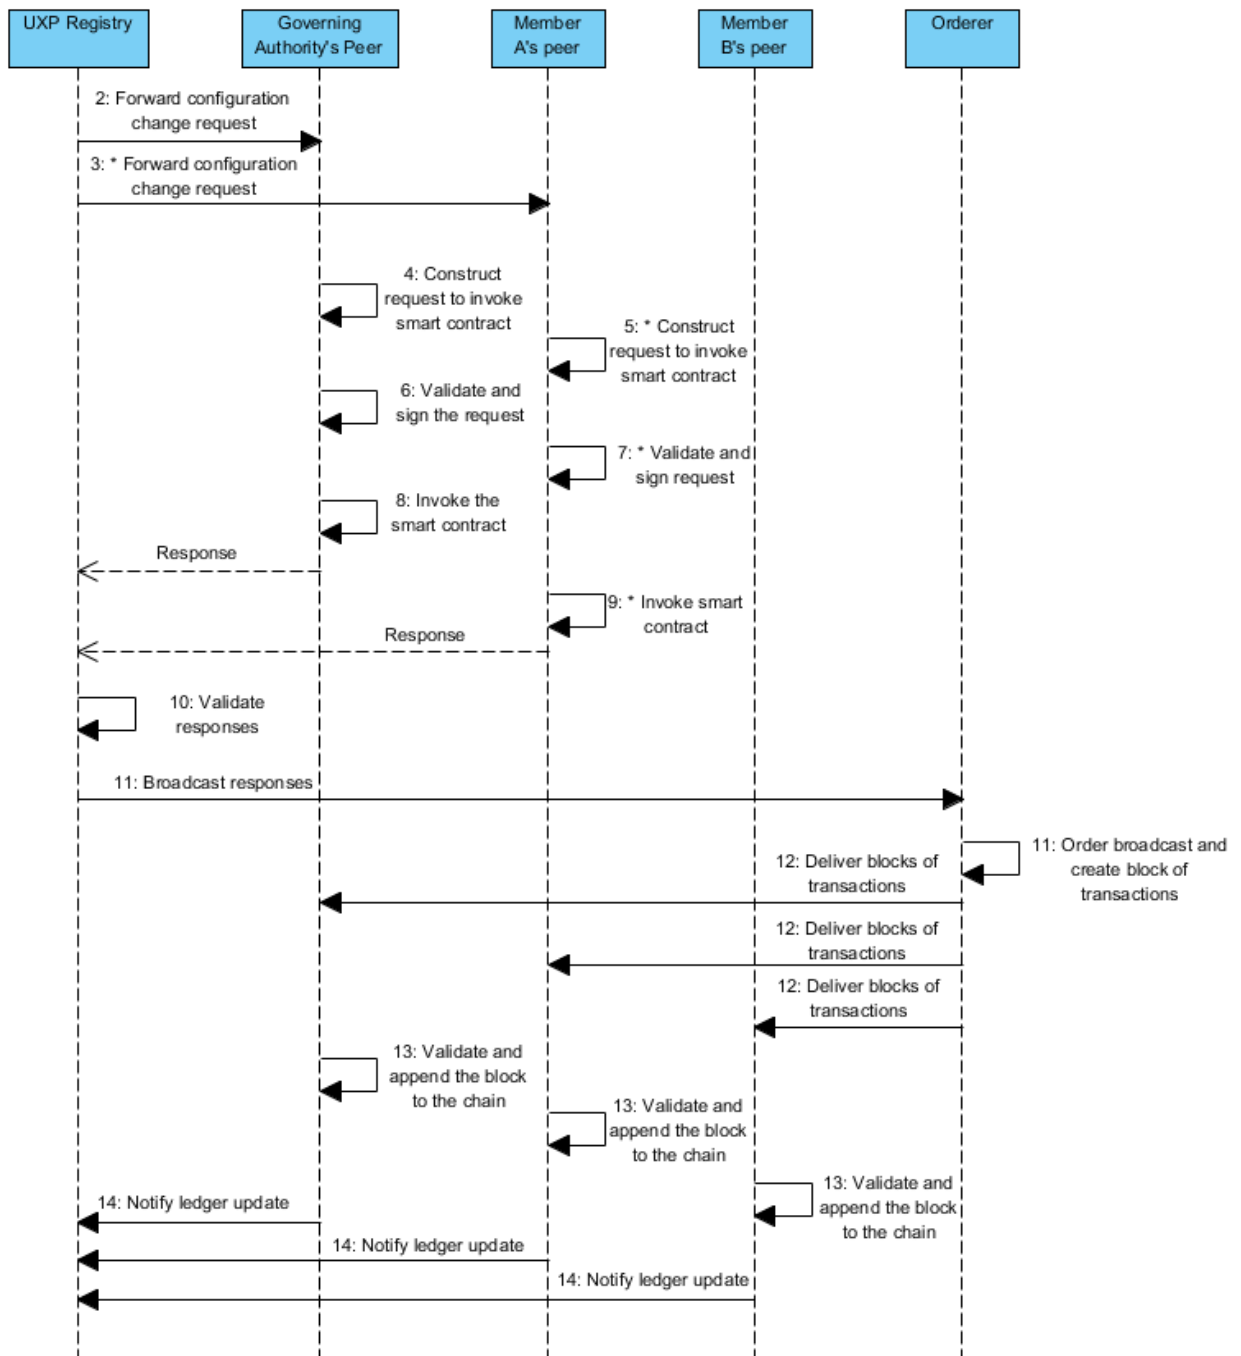 UXP Registry
Governing
Authority's Peer
Member
A's peer
Member
B's peer
Orderer
2: Forward configuration
change request
3: * Forward configuration
change request
4: Construct
request to invoke
smart contract
5: * Construct
request to invoke
smart contract
6: Validate and
sign the request
7: * Validate and
sign request
8: Invoke the
smart contract
Response
9: * Invoke smart
contract
Response
10: Validate
responses
11: Broadcast responses
11: Order broadcast and
create block of
transactions
12: Deliver blocks of
transactions
12: Deliver blocks of
transactions
12: Deliver blocks of
transactions
13: Validate and
append the block
to the chain
13: Validate and
append the block
to the chain
13: Validate and
append the block
to the chain
14: Notify ledger update
14: Notify ledger update
14: Notify ledger update